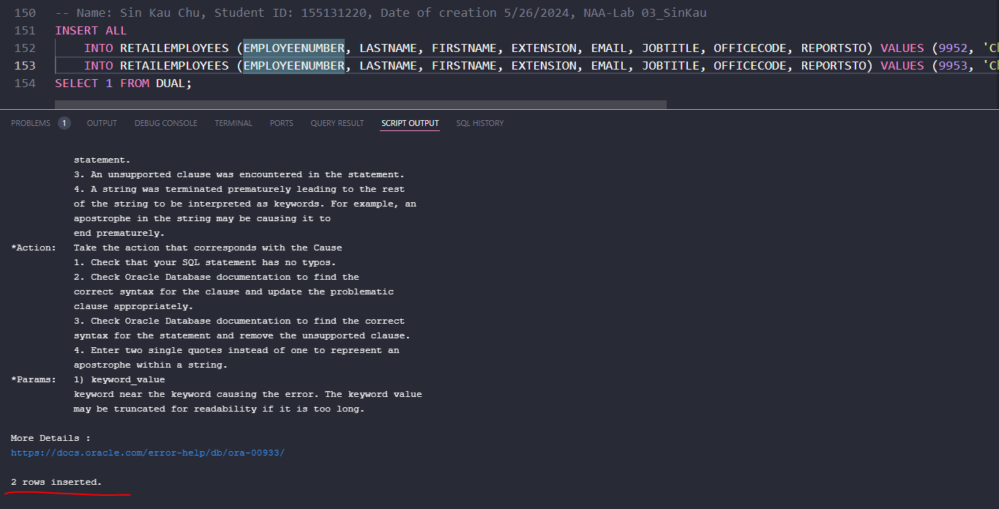 150 -- Name: Sin Kau Chu, Student ID: 155131220, Date of creation 5/26/2024, NAA-Lab 03_SinKau
151 INSERT ALL
152 INTO RETAILEMPLOYEES (EMPLOYEENUMBER, LASTNAME, FIRSTNAME, EXTENSION, EMAIL, JOBTITLE, OFFICECODE, REPORTSTO) VALUES (9952,
153 INTO RETAILEMPLOYEES (EMPLOYEENUMBER, LASTNAME, FIRSTNAME, EXTENSION, EMAIL, JOBTITLE, OFFICECODE, REPORTSTO) VALUES (9953,
154 SELECT 1 FROM DUAL;
PROBLEMS 1 OUTPUT DEBUG CONSOLE TERMINAL PORTS QUERY RESULT SCRIPT OUTPUT SQL HISTORY
statement.
3. An unsupported clause was encountered in the statement.
4. A string was terminated prematurely leading to the rest
of the string to be interpreted as keywords. For example, an
apostrophe in the string may be causing it to
end prematurely.
*Action: Take the action that corresponds with the Cause
1. Check that your SQL statement has no typos.
2. Check Oracle Database documentation to find the
correct syntax for the clause and update the problematic
clause appropriately.
3. Check Oracle Database documentation to find the correct
syntax for the statement and remove the unsupported clause.
4. Enter two single quotes instead of one to represent an
apostrophe within a string.
*Params: 1) keyword_value
keyword near the keyword causing the error. The keyword value
may be truncated for readability if it is too long.
More Details :
https://docs.oracle.com/error-help/db/ora-00933/
2 rows inserted.